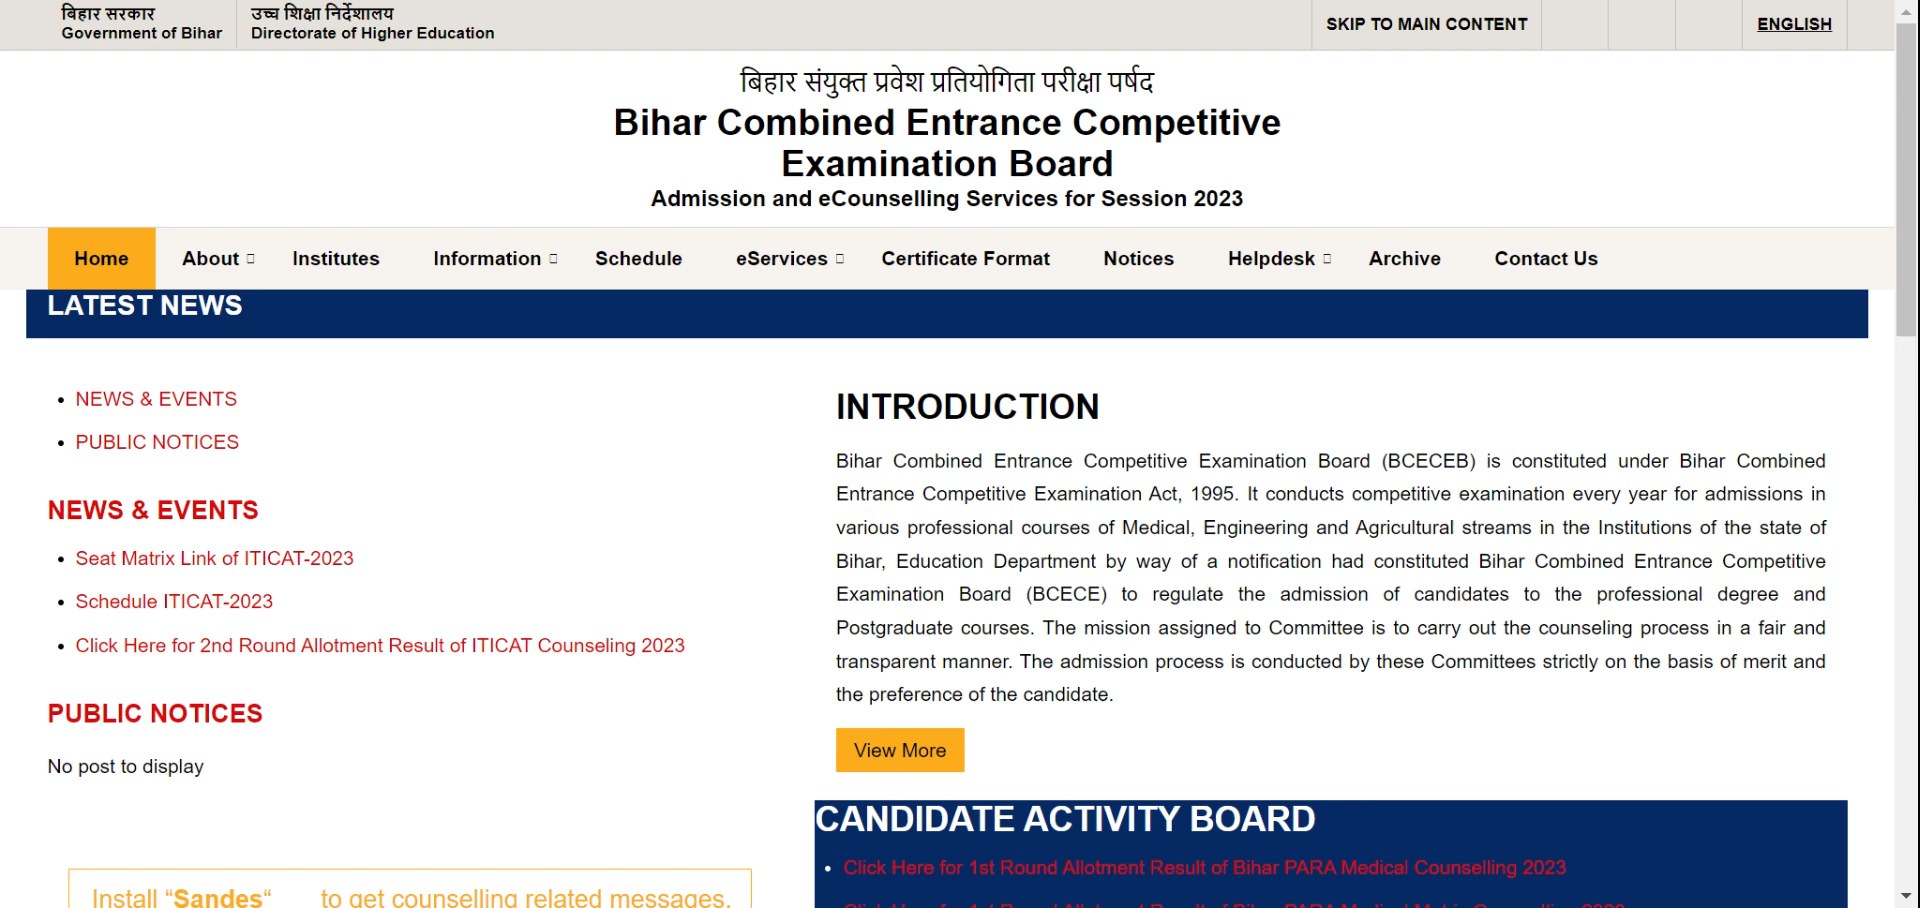 बिहार सरकार
Government of Bihar
उच्च शिक्षा निर्देशालय
Directorate of Higher Education
SKIP TO MAIN CONTENT
ENGLISH
बिहार संयुक्त प्रवेश प्रतियोगिता परीक्षा पर्षद
Bihar Combined Entrance Competitive
Examination Board
Admission and eCounselling Services for Session 2023
Home About Institutes Information Schedule eServices Certificate Format Notices Helpdesk Archive Contact Us
LATEST NEWS
NEWS & EVENTS
PUBLIC NOTICES
NEWS & EVENTS
Seat Matrix Link of ITICAT-2023
Schedule ITICAT-2023
Click Here for 2nd Round Allotment Result of ITICAT Counseling 2023
PUBLIC NOTICES
No post to display
Install “Sandes“ to get counselling related messages.
INTRODUCTION
Bihar Combined Entrance Competitive Examination Board (BCECEB) is constituted under Bihar Combined
Entrance Competitive Examination Act, 1995. It conducts competitive examination every year for admissions in
various professional courses of Medical, Engineering and Agricultural streams in the Institutions of the state of
Bihar, Education Department by way of a notification had constituted Bihar Combined Entrance Competitive
Examination Board (BCECE) to regulate the admission of candidates to the professional degree and
Postgraduate courses. The mission assigned to Committee is to carry out the counseling process in a fair and
transparent manner. The admission process is conducted by these Committees strictly on the basis of merit and
the preference of the candidate.
View More
CANDIDATE ACTIVITY BOARD
Click Here for 1st Round Allotment Result of Bihar PARA Medical Counselling 2023